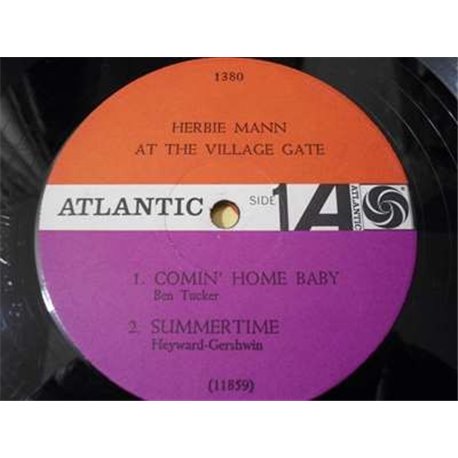 1380
HERBIE MANN
AT THE VILLAGE GATE
ATLANTIC SIDE 1 A ATLANTIC
1. COMIN' HOME BABY
Ben Tucker
2. SUMMERTIME
Heyward-Gershwin
(11859)